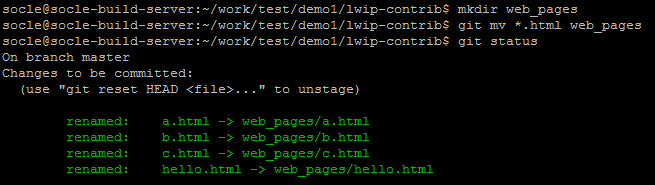 socle@socle-build-server:~/work/test/demo1/lwip-contrib$ mkdir web_pages
socle@socle-build-server:~/work/test/demo1/lwip-contrib$ git mv *.html web_pages
socle@socle-build-server:~/work/test/demo1/lwip-contrib$ git status
On branch master
Changes to be committed:
  (use "git reset HEAD <file>..." to unstage)
        renamed:    a.html -> web_pages/a.html
        renamed:    b.html -> web_pages/b.html
        renamed:    c.html -> web_pages/c.html
        renamed:    hello.html -> web_pages/hello.html